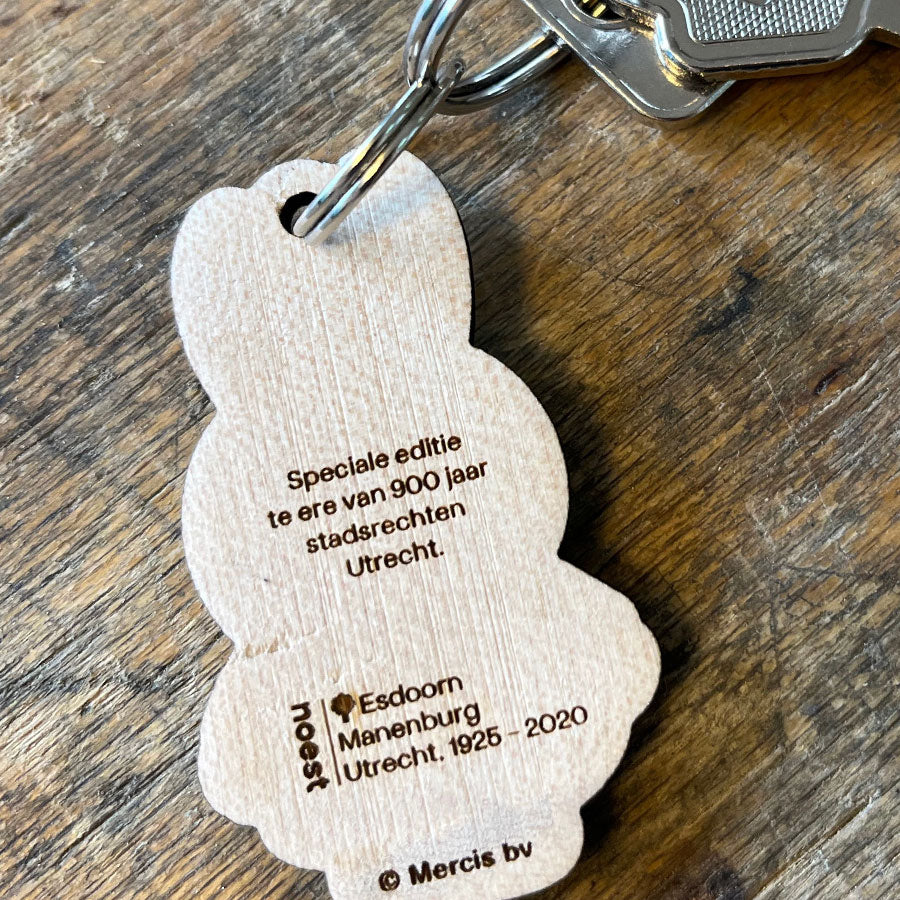 Speciale editie
te ere van 900 jaar
stadsrechten
Utrecht.
noest
Esdoorn
Manenburg
Utrecht, 1925 – 2020
© Mercis bv